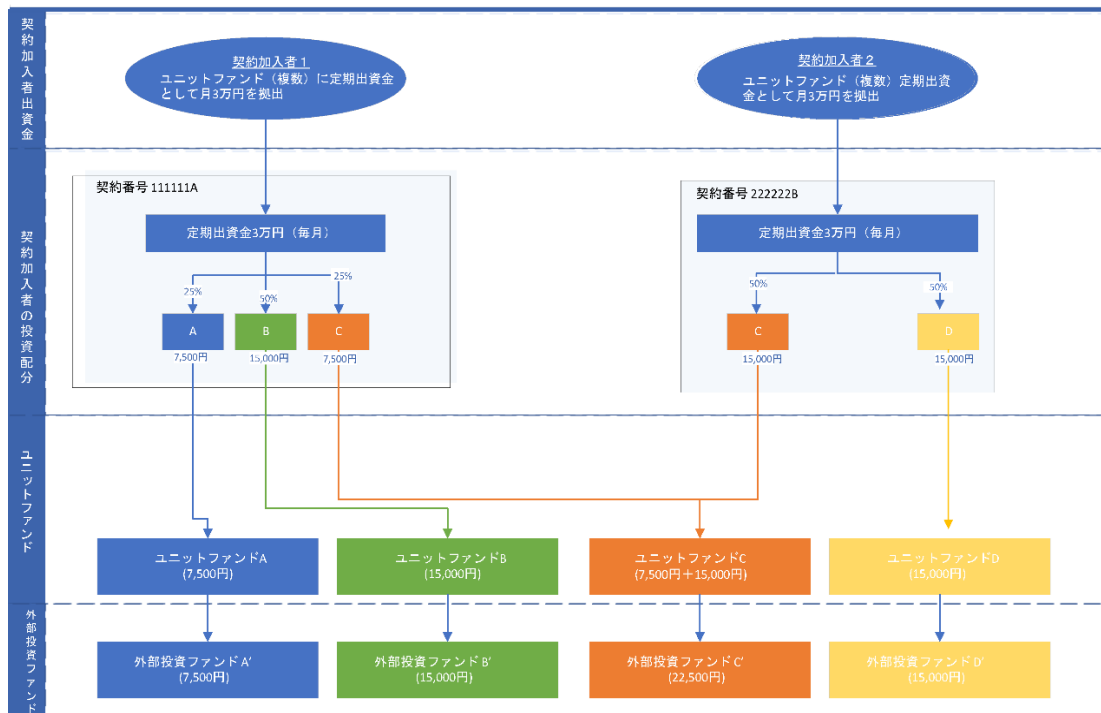 契約加入者出資金
契約加入者1
ユニットファンド（複数）に定期出資金
として月3万円を拠出
契約加入者2
ユニットファンド（複数）定期出資
金として月3万円を拠出
契約加入者の投資配分
契約番号 111111A
定期出資金3万円（毎月）
25%
50%
25%
A
B
C
7,500円
15,000円
7,500円
契約番号 222222B
定期出資金3万円（毎月）
50%
50%
C
D
15,000円
15,000円
ユニットファンド
ユニットファンドA
(7,500円)
ユニットファンドB
(15,000円)
ユニットファンドC
(7,500円＋15,000円)
ユニットファンドD
(15,000円)
外部投資ファンド
外部投資ファンドA’
(7,500円)
外部投資ファンドB’
(15,000円)
外部投資ファンドC’
(22,500円)
外部投資ファンドD’
(15,000円)